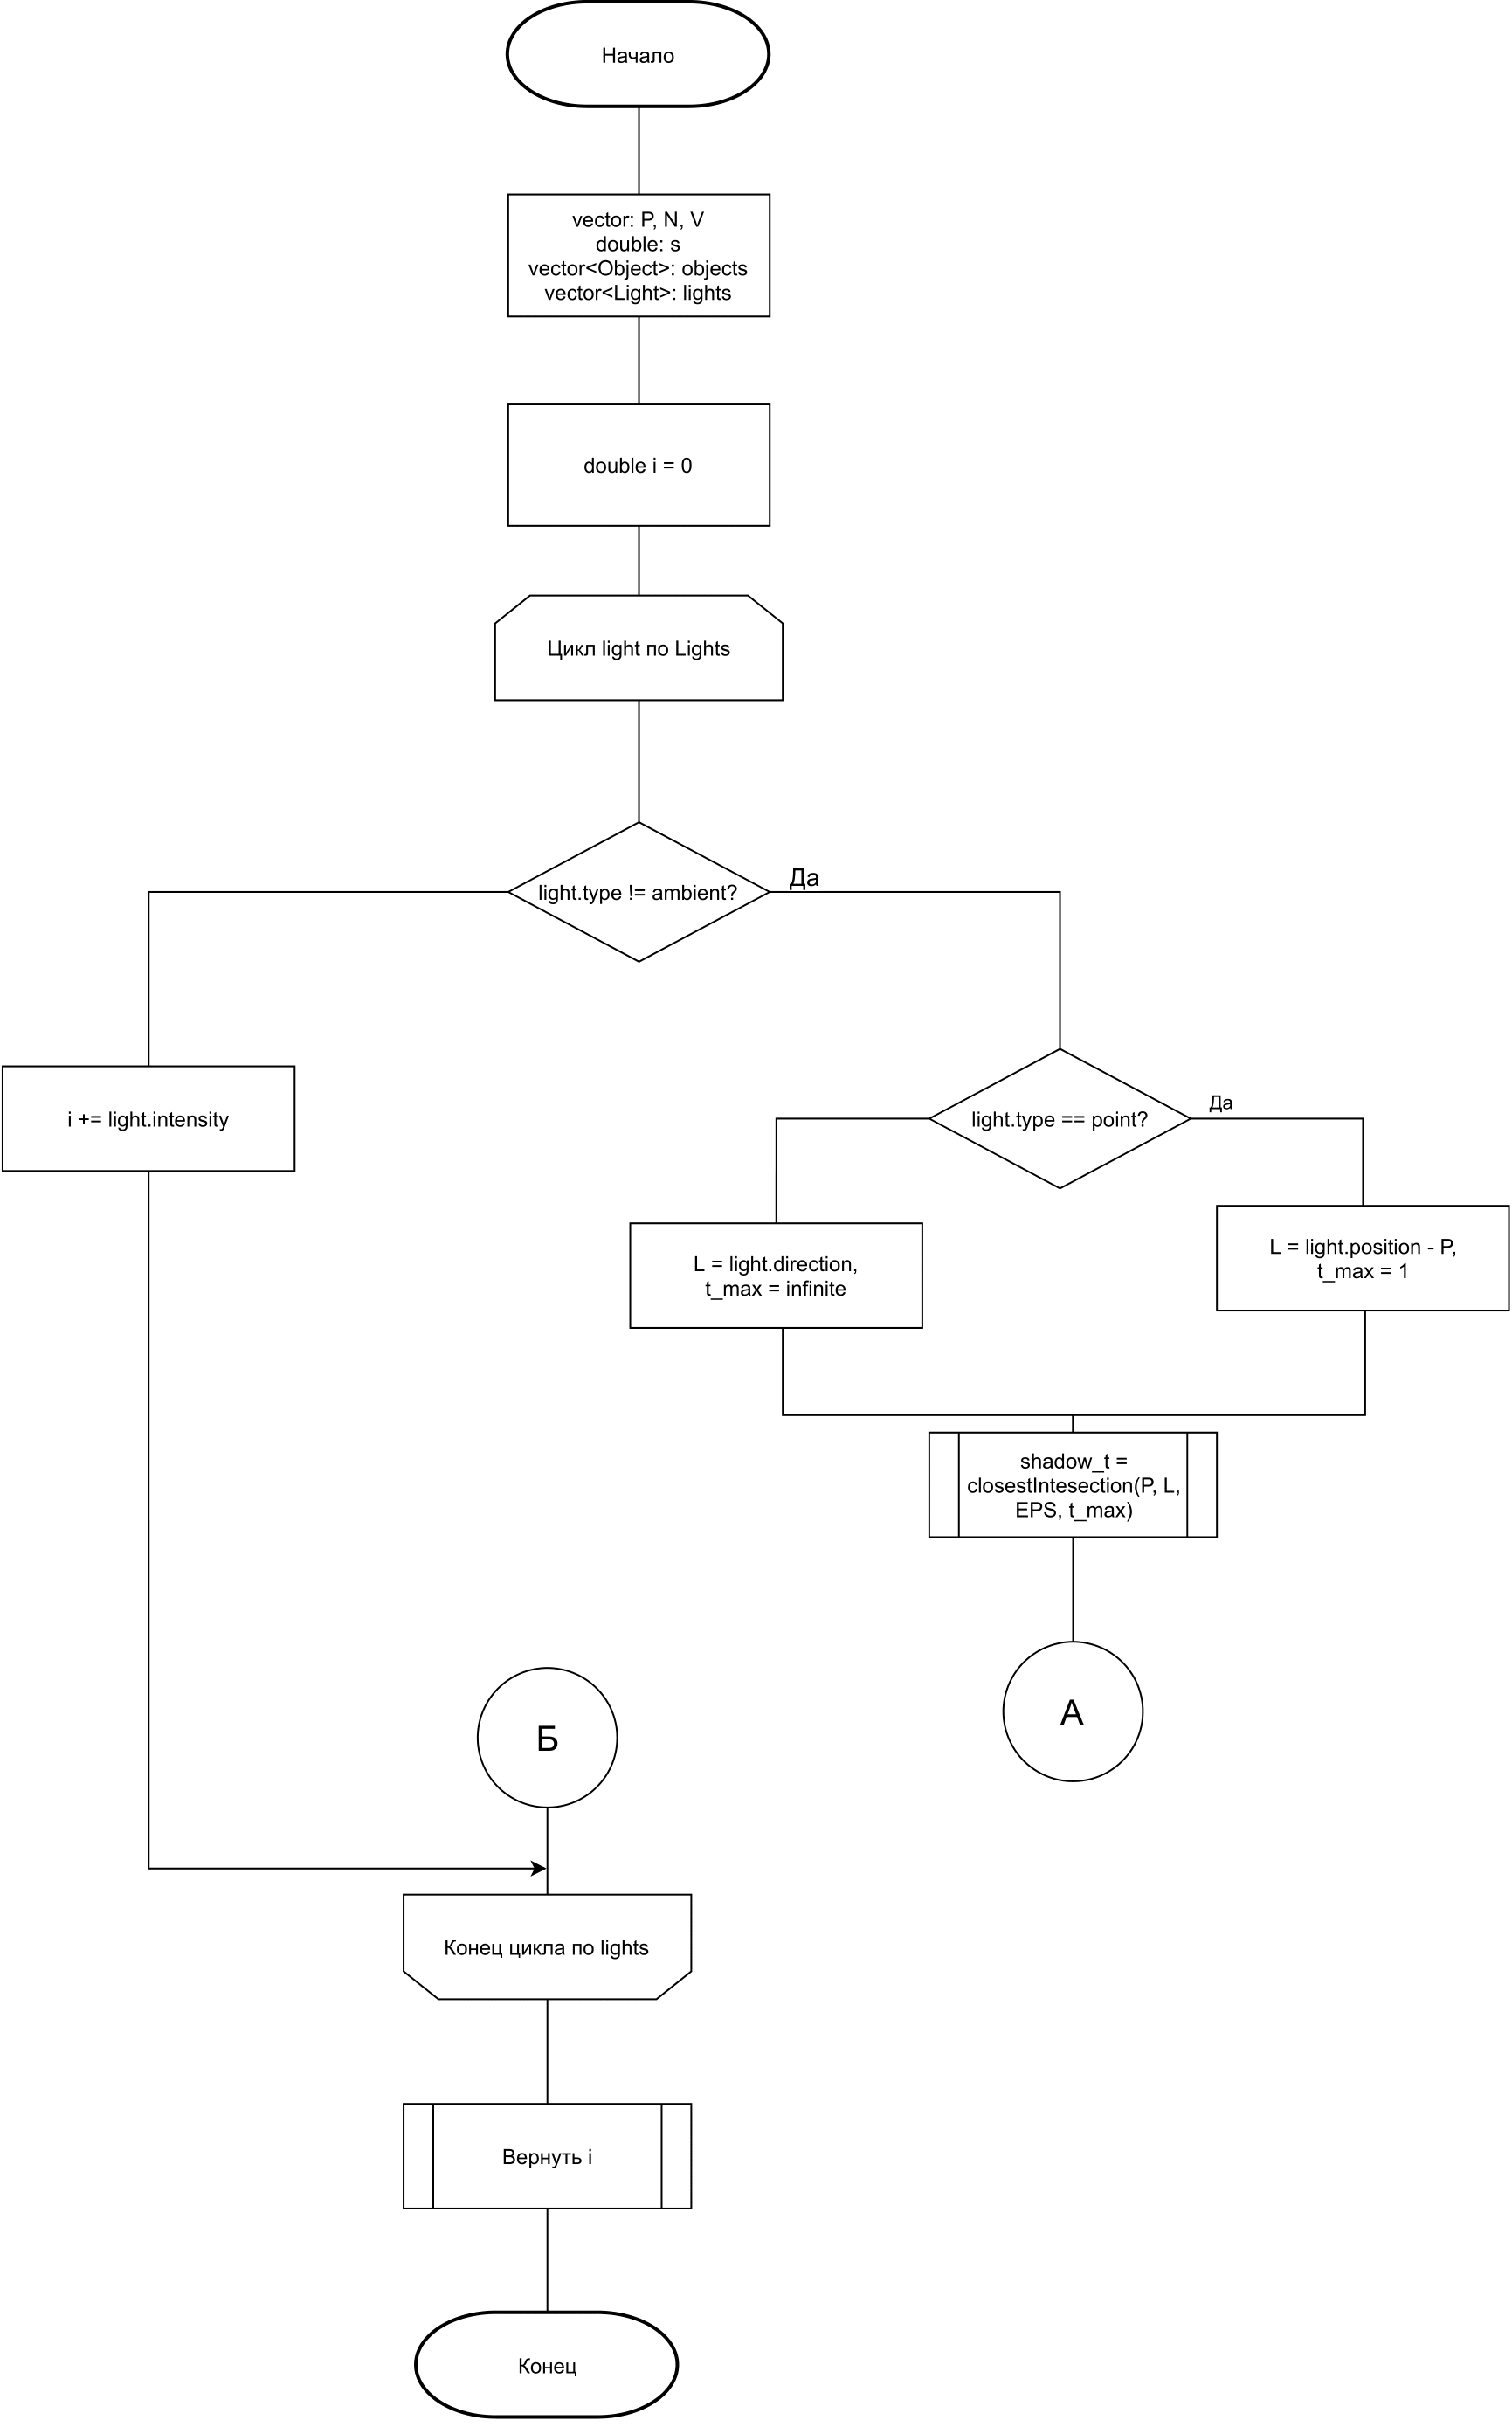 Начало
vector: P, N, V
double: s
vector<Object>: objects
vector<Light>: lights
double i = 0
Цикл light по Lights
light.type != ambient?
Да
i += light.intensity
light.type == point?
Да
L = light.direction,
t_max = infinite
L = light.position - P,
t_max = 1
shadow_t =
closestIntesection(P, L,
EPS, t_max)
А
Б
Конец цикла по lights
Вернуть i
Конец